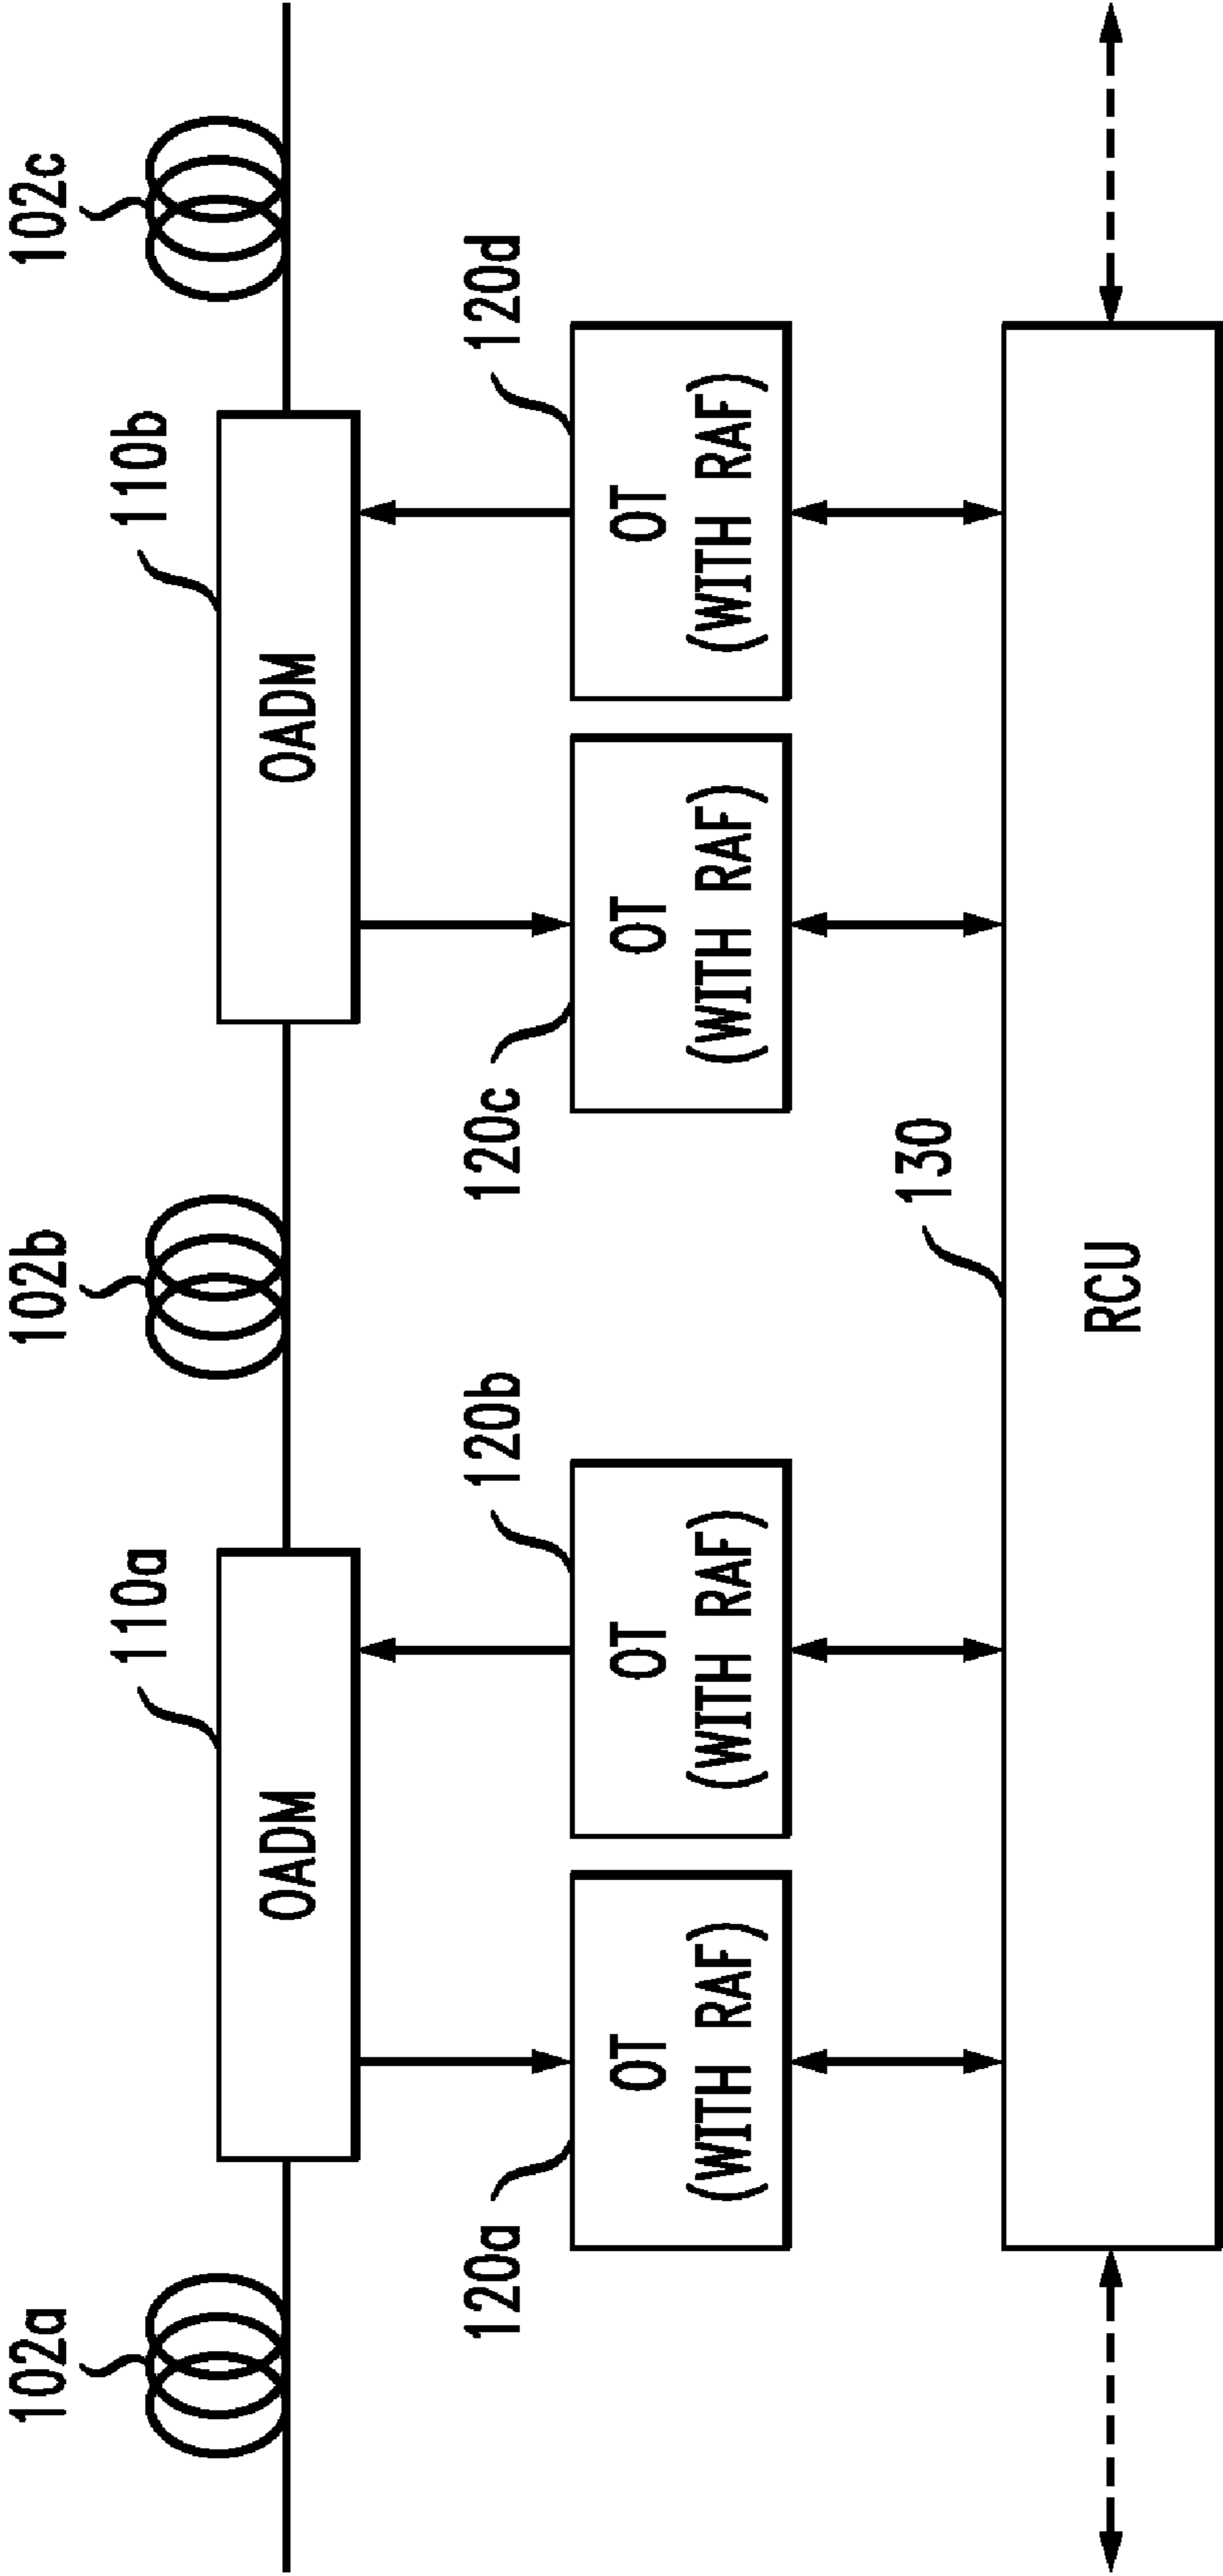 102a
102b
102c
110a
110b
OADM
OADM
120a
120b
120c
120d
OT
(WITH RAF)
OT
(WITH RAF)
OT
(WITH RAF)
OT
(WITH RAF)
130
RCU